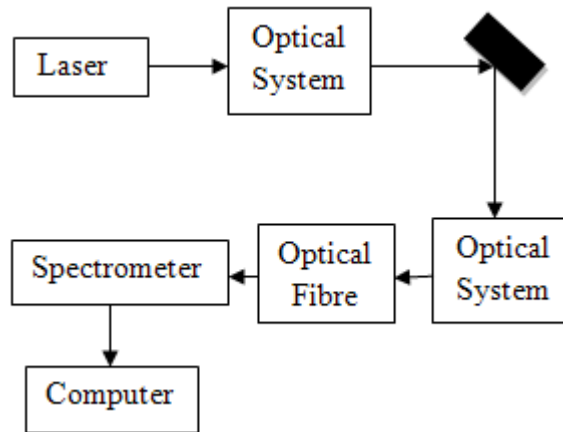 Laser
Optical
System
Optical
System
Optical
Fibre
Spectrometer
Computer